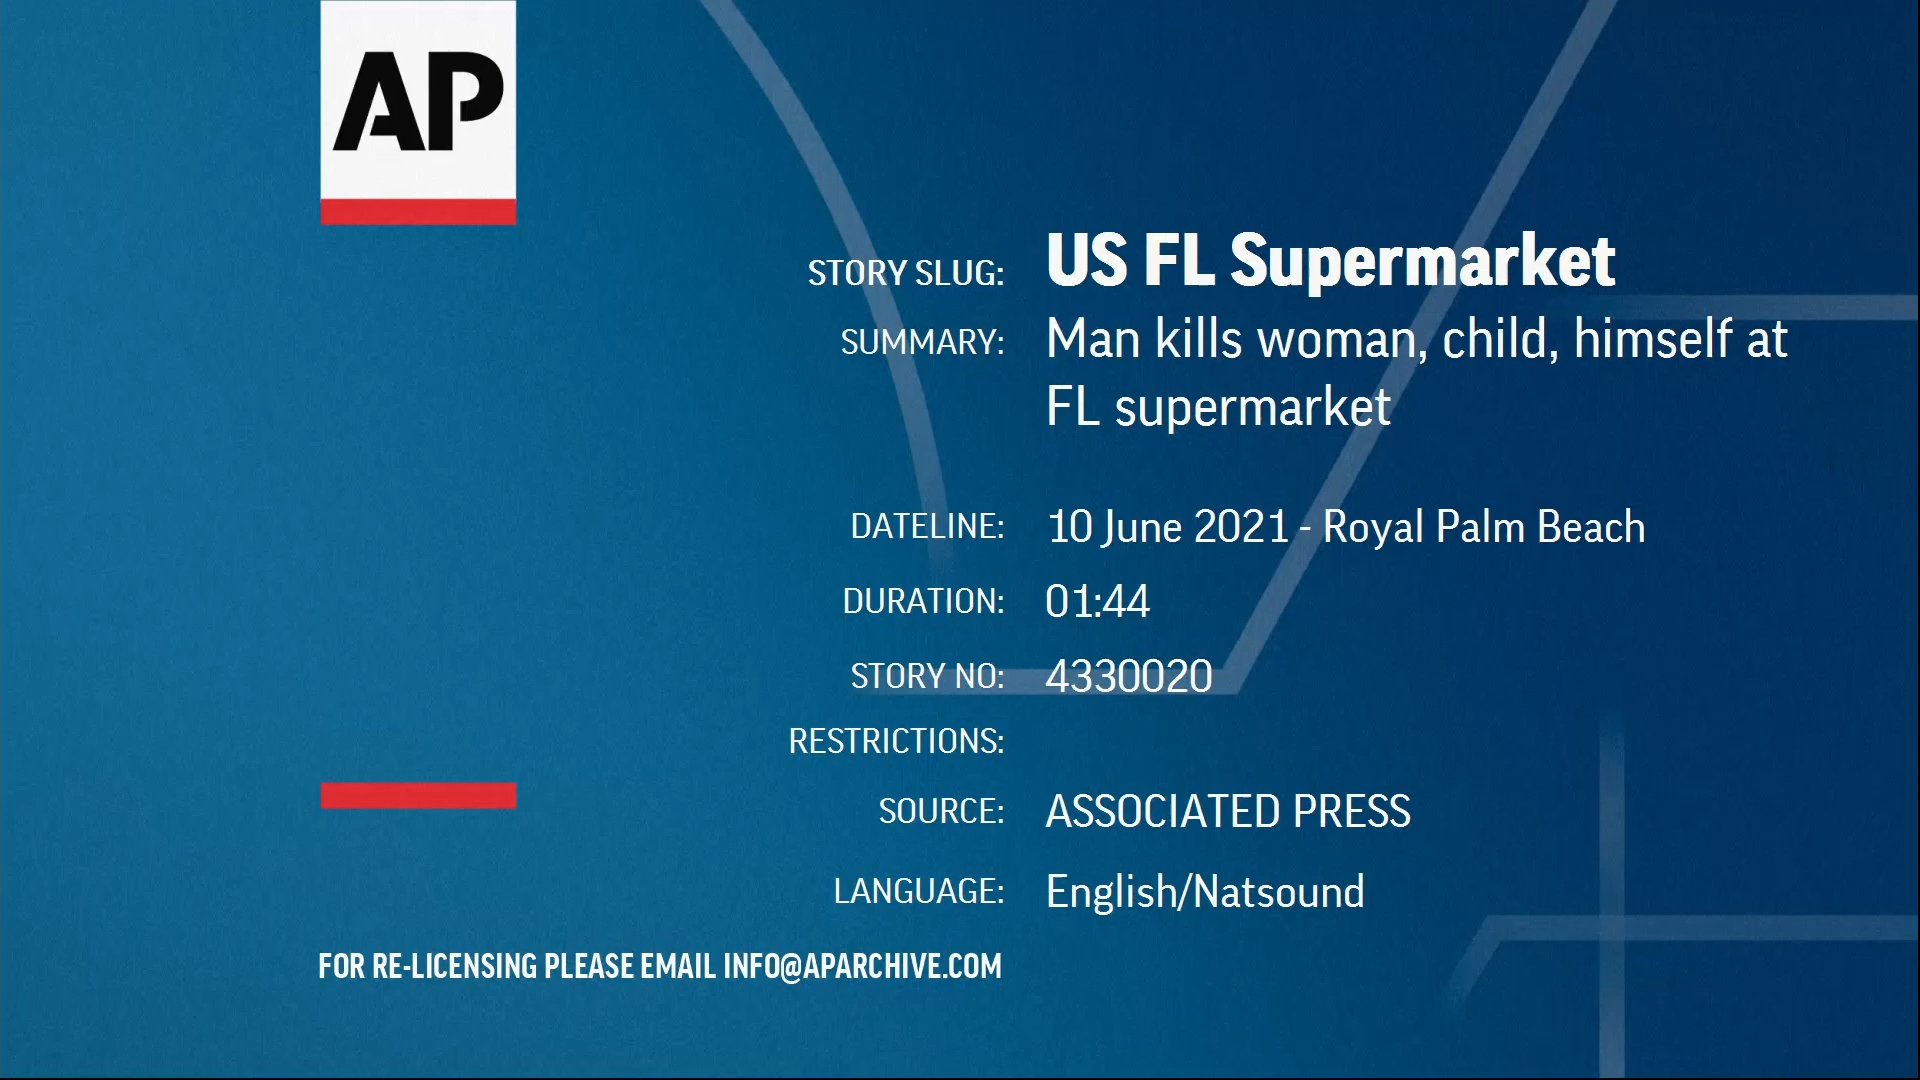 AP
STORY SLUG: US FL Supermarket
SUMMARY: Man kills woman, child, himself at
FL supermarket
DATELINE: 10 June 2021 - Royal Palm Beach
DURATION: 01:44
STORY NO: 4330020
RESTRICTIONS:
SOURCE: ASSOCIATED PRESS
LANGUAGE: English/Natsound
FOR RE-LICENSING PLEASE EMAIL INFO@APARCHIVE.COM